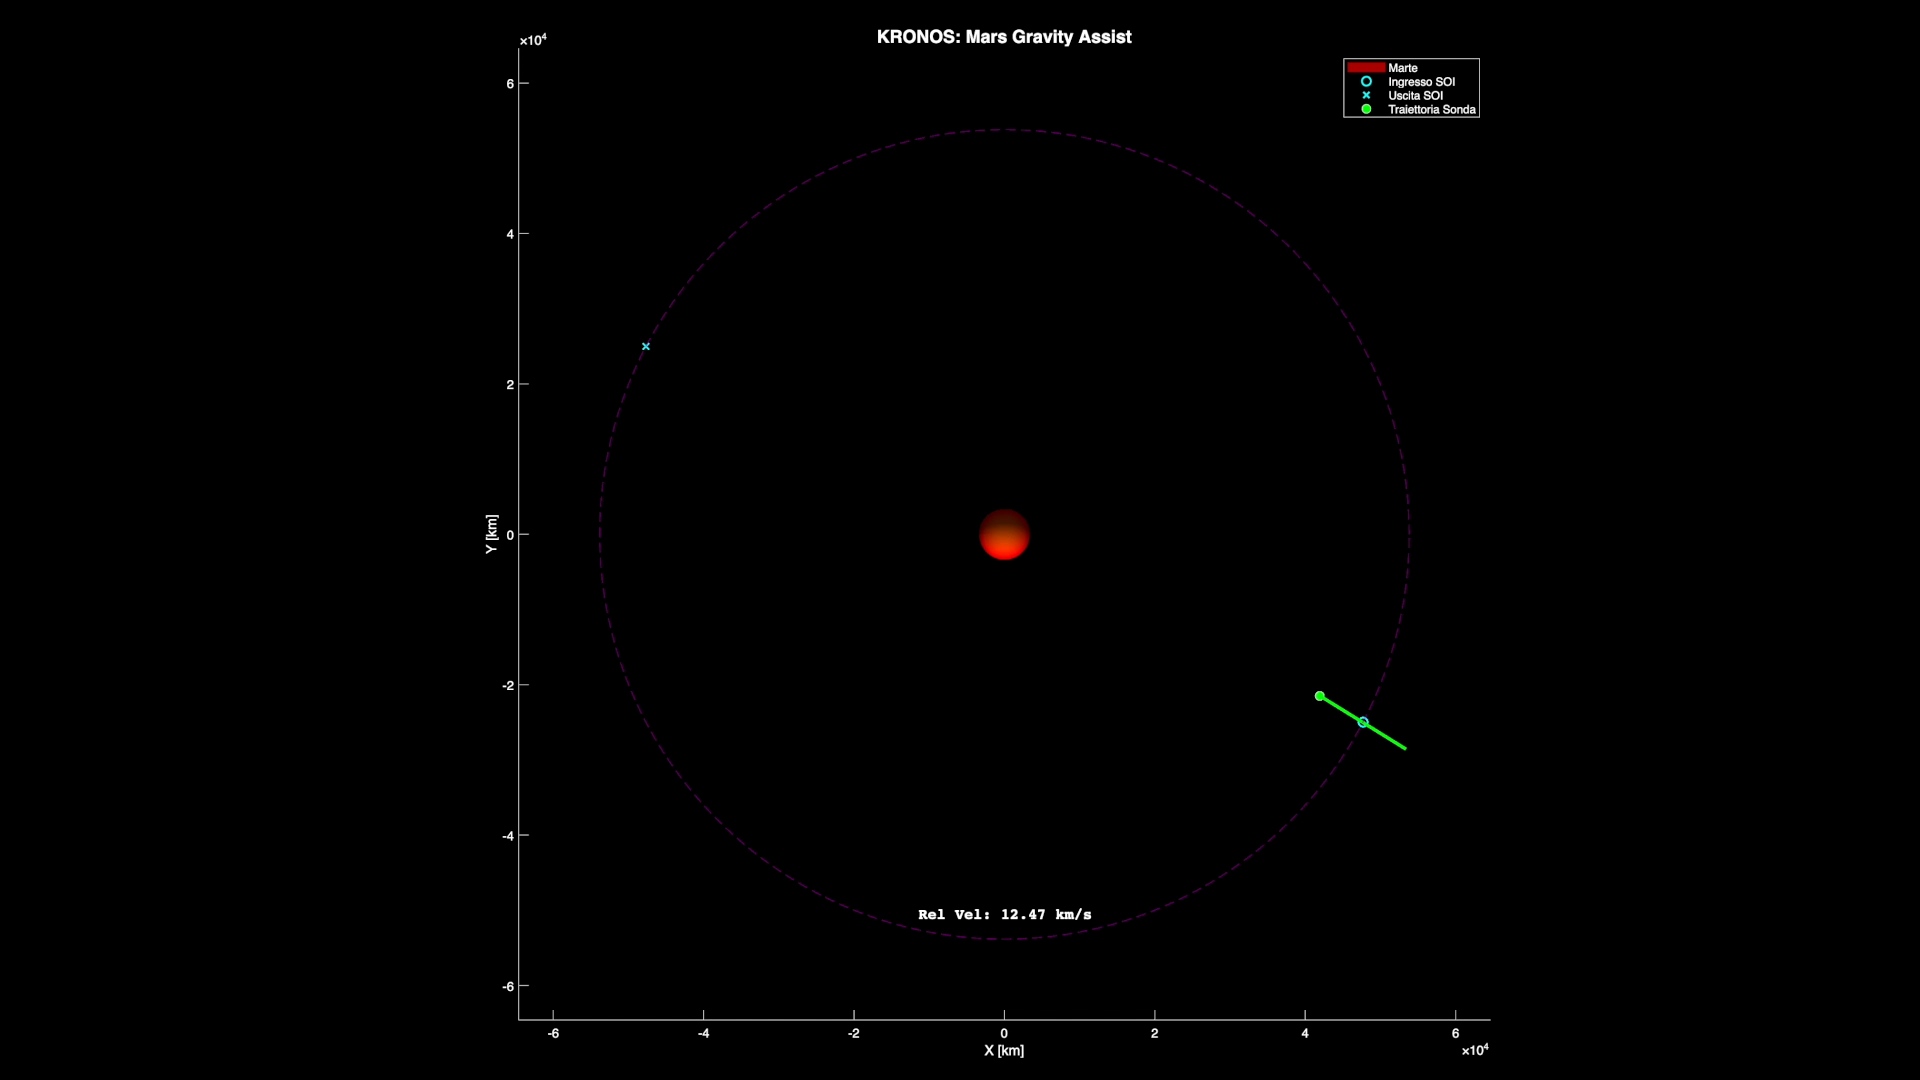 KRONOS: Mars Gravity Assist
×10⁴
Marte
Ingresso SOI
Uscita SOI
Traiettoria Sonda
6
4
2
0
-2
-4
-6
Y [km]
Rel Vel: 12.47 km/s
-6 -4 -2 0 2 4 6
X [km]
×10⁴